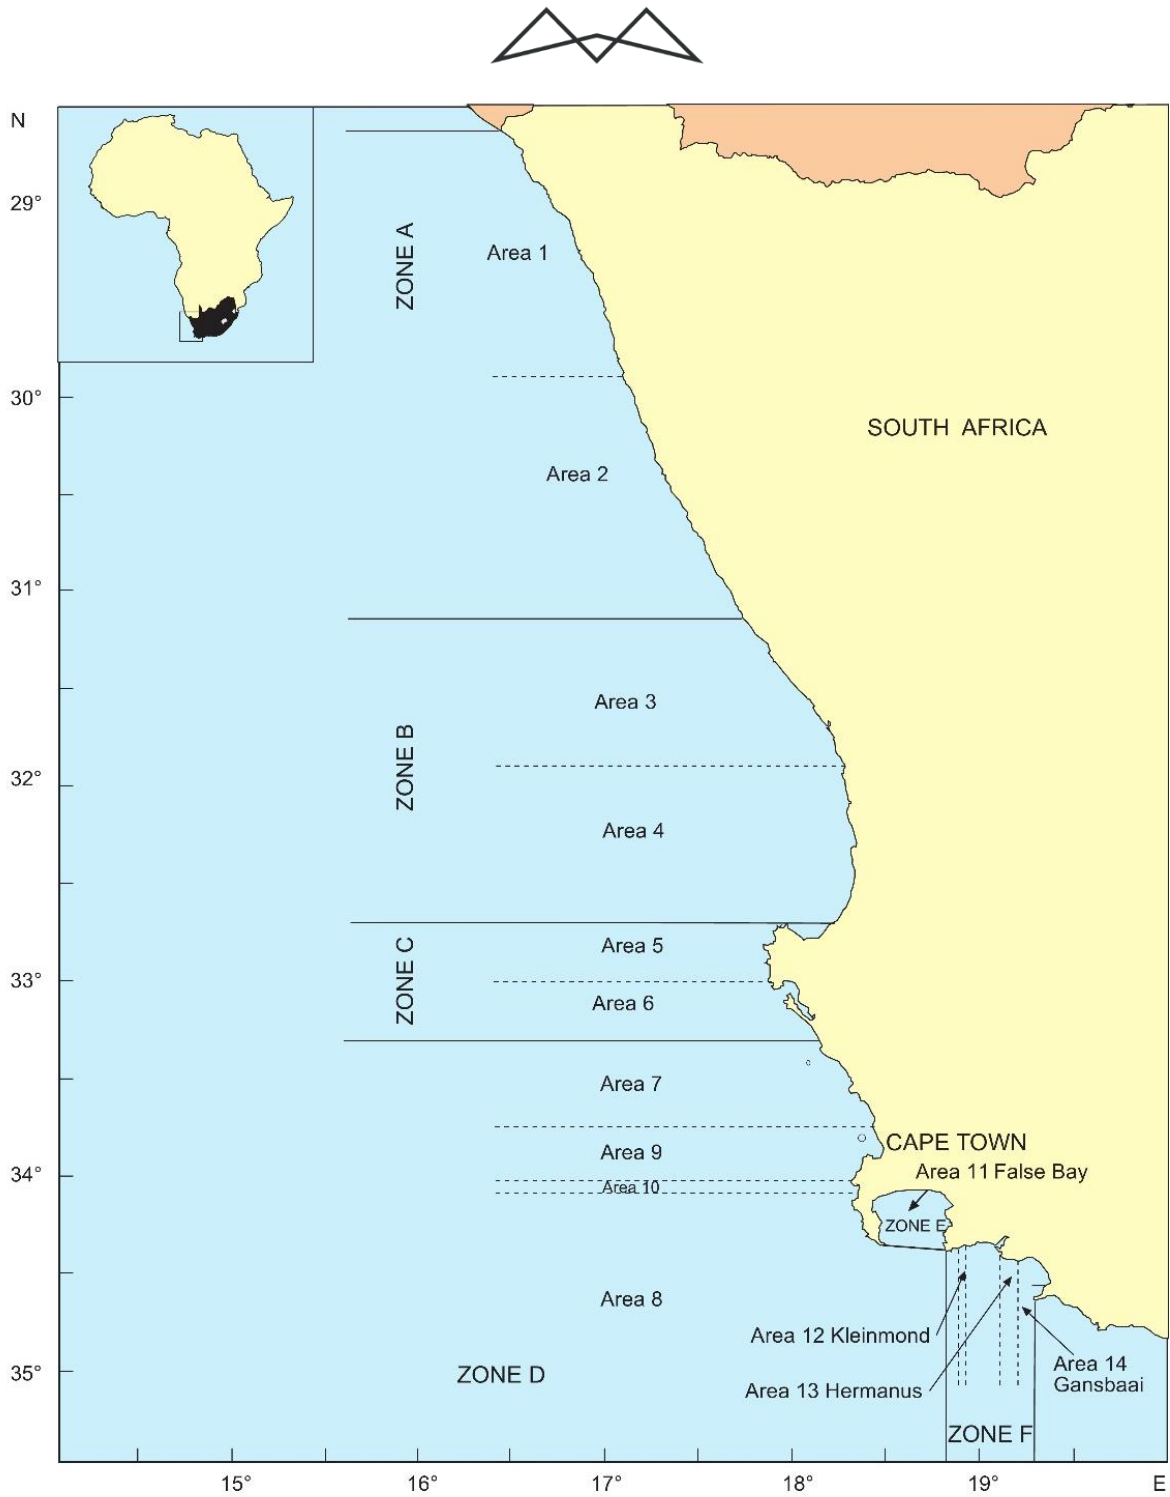 N
29°
ZONE A
Area 1
30°
SOUTH AFRICA
Area 2
31°
Area 3
ZONE B
32°
Area 4
Area 5
ZONE C
33°
Area 6
Area 7
CAPE TOWN
Area 9
34°
Area 11 False Bay
Area 10
ZONE E
Area 8
Area 12 Kleinmond
Area 14
Gansbaai
35°
ZONE D
Area 13 Hermanus
ZONE F
15°
16°
17°
18°
19°
E